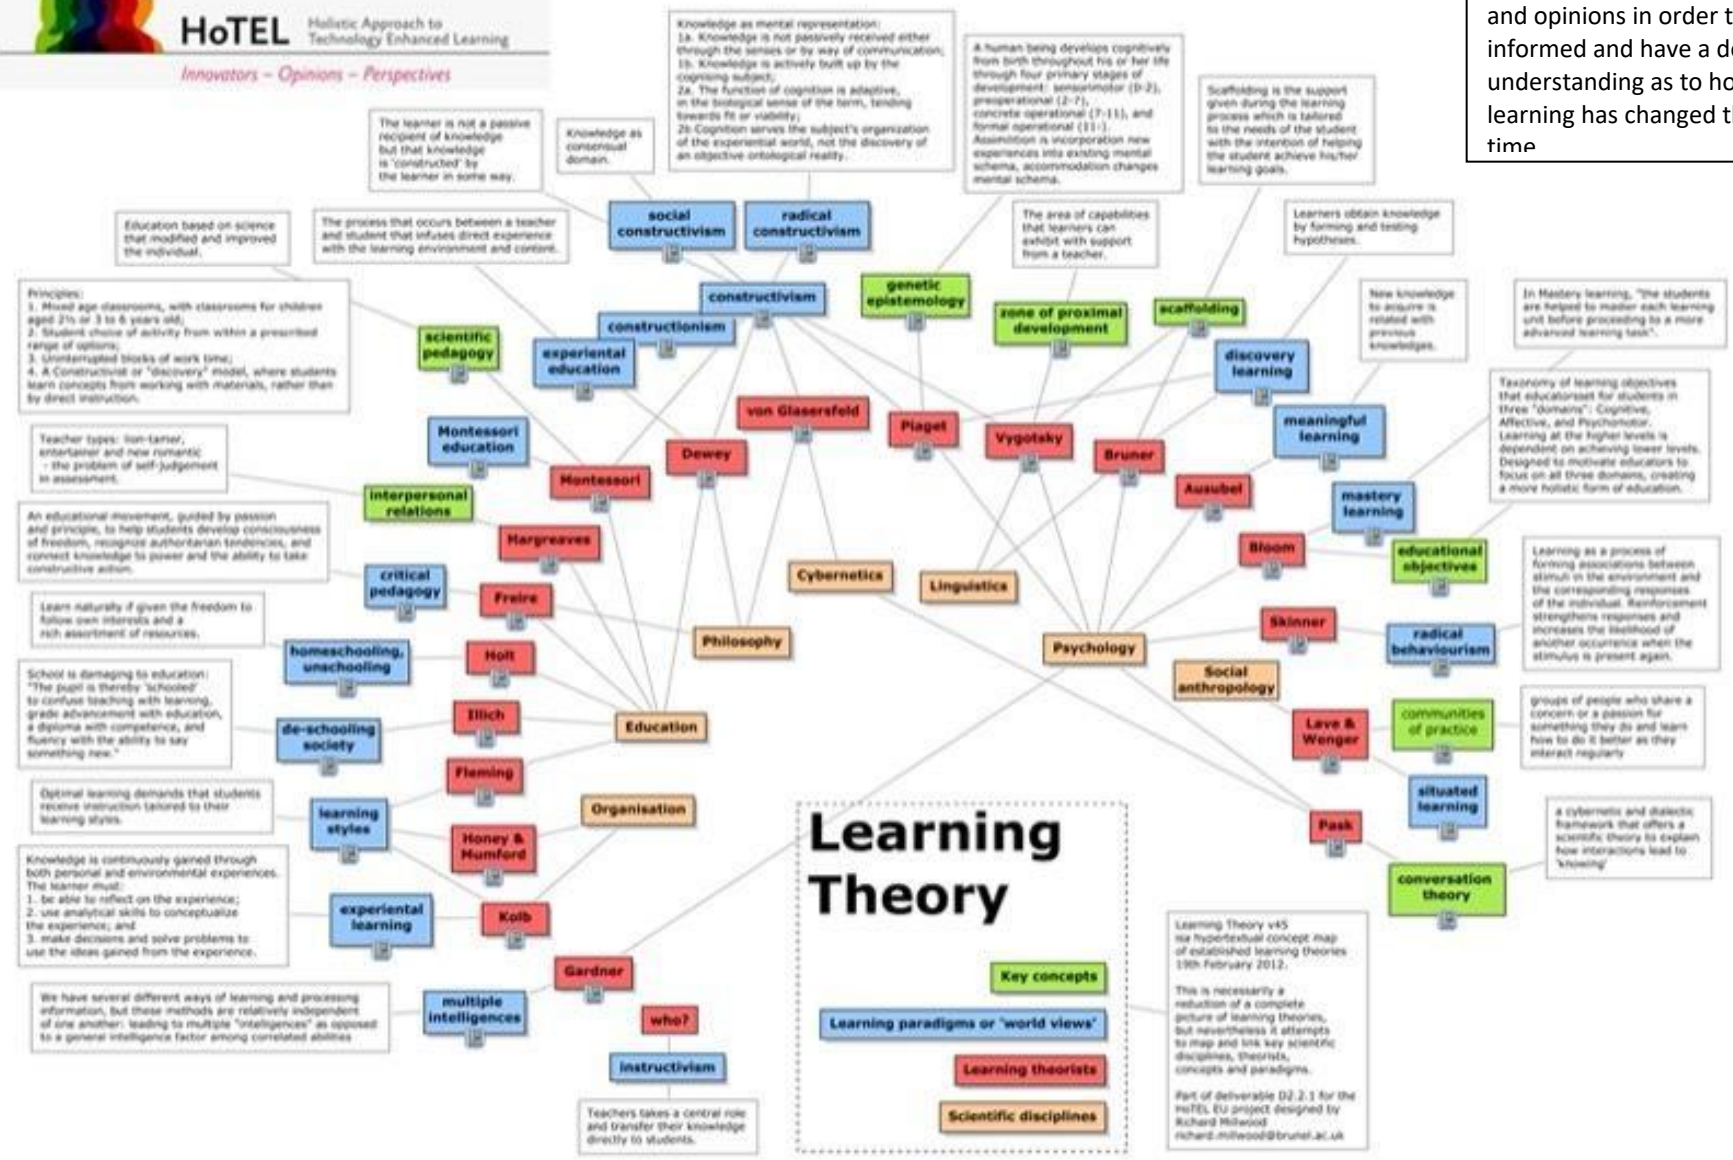 HoTEL
Holistic Approach to
Technology Enhanced Learning
Innovators – Opinions – Perspectives
and opinions in order t
informed and have a d
understanding as to ho
learning has changed t
time
Knowledge as mental representation:
1a. Knowledge is not passively received either
through the senses or by way of communication;
1b. Knowledge is actively built up by the
cognising subject;
2a. The function of cognition is adaptive,
in the biological sense of the term, tending
towards fit or viability;
2b Cognition serves the subject's organization
of the experiential world, not the discovery of
an objective ontological reality.
A human being develops cognitively
from birth throughout his or her life
through four primary stages of
development: sensorimotor (0-2),
preoperational (2-7),
concrete operational (7-11), and
formal operational (11-).
Assimilation is incorporation new
experiences into existing mental
schema, accommodation changes
mental schema.
Scaffolding is the support
given during the learning
process which is tailored
to the needs of the student
with the intention of helping
the student achieve his/her
learning goals.
The learner is not a passive
recipient of knowledge
but that knowledge
is 'constructed' by
the learner in some way.
Knowledge as
consensual
domain.
Education based on science
that modified and improved
the individual.
The process that occurs between a teacher
and student that infuses direct experience
with the learning environment and content.
social
constructivism
radical
constructivism
The area of capabilities
that learners can
exhibit with support
from a teacher.
Learners obtain knowledge
by forming and testing
hypotheses.
Principles:
1. Mixed age classrooms, with classrooms for children
aged 2½ or 3 to 6 years old;
2. Student choice of activity from within a prescribed
range of options;
3. Uninterrupted blocks of work time;
4. A Constructivist or "discovery" model, where students
learn concepts from working with materials, rather than
by direct instruction.
constructivism
constructionism
experiential
education
scientific
pedagogy
genetic
epistemology
zone of proximal
development
scaffolding
discovery
learning
New knowledge
to acquire is
related with
previous
knowledges.
In Mastery learning, "the students
are helped to master each learning
unit before proceeding to a more
advanced learning task".
Taxonomy of learning objectives
that educatorsset for students in
three "domains": Cognitive,
Affective, and Psychomotor.
Learning at the higher levels is
dependent on achieving lower levels.
Designed to motivate educators to
focus on all three domains, creating
a more holistic form of education.
Teacher types: lion-tamer,
entertainer and new romantic
- the problem of self-judgement
in assessment.
Montessori
education
Montessori
Dewey
von Glasersfeld
Piaget
Vygotsky
Bruner
Ausubel
meaningful
learning
mastery
learning
interpersonal
relations
Hargreaves
Bloom
educational
objectives
An educational movement, guided by passion
and principle, to help students develop consciousness
of freedom, recognize authoritarian tendencies, and
connect knowledge to power and the ability to take
constructive action.
critical
pedagogy
Freire
Cybernetics
Linguistics
Learning as a process of
forming associations between
stimuli in the environment and
the corresponding responses
of the individual. Reinforcement
strengthens responses and
increases the likelihood of
another occurrence when the
stimulus is present again.
Learn naturally if given the freedom to
follow own interests and a
rich assortment of resources.
homeschooling,
unschooling
Holt
Philosophy
Psychology
Skinner
radical
behaviourism
Social
anthropology
School is damaging to education:
"The pupil is thereby 'schooled'
to confuse teaching with learning,
grade advancement with education,
a diploma with competence, and
fluency with the ability to say
something new."
de-schooling
society
Illich
Education
Lave &
Wenger
communities
of practice
groups of people who share a
concern or a passion for
something they do and learn
how to do it better as they
interact regularly
Fleming
Organisation
situated
learning
Optimal learning demands that students
receive instruction tailored to their
learning styles.
learning
styles
Honey &
Mumford
Pask
a cybernetic and dialectic
framework that offers a
scientific theory to explain
how interactions lead to
'knowing'
conversation
theory
Knowledge is continuously gained through
both personal and environmental experiences.
The learner must:
1. be able to reflect on the experience;
2. use analytical skills to conceptualize
the experience; and
3. make decisions and solve problems to
use the ideas gained from the experience.
experiential
learning
Kolb
Gardner
We have several different ways of learning and processing
information, but these methods are relatively independent
of one another: leading to multiple "intelligences" as opposed
to a general intelligence factor among correlated abilities
multiple
intelligences
who?
instructivism
Teachers takes a central role
and transfer their knowledge
directly to students.
Learning
Theory
Key concepts
Learning paradigms or 'world views'
Learning theorists
Scientific disciplines
Learning Theory v45
isa hypertextual concept map
of established learning theories
19th February 2012.
This is necessarily a
reduction of a complete
picture of learning theories,
but nevertheless it attempts
to map and link key scientific
disciplines, theorists,
concepts and paradigms.
Part of deliverable D2.2.1 for the
HoTEL EU project designed by
Richard Millwood
richard.millwood@brunel.ac.uk